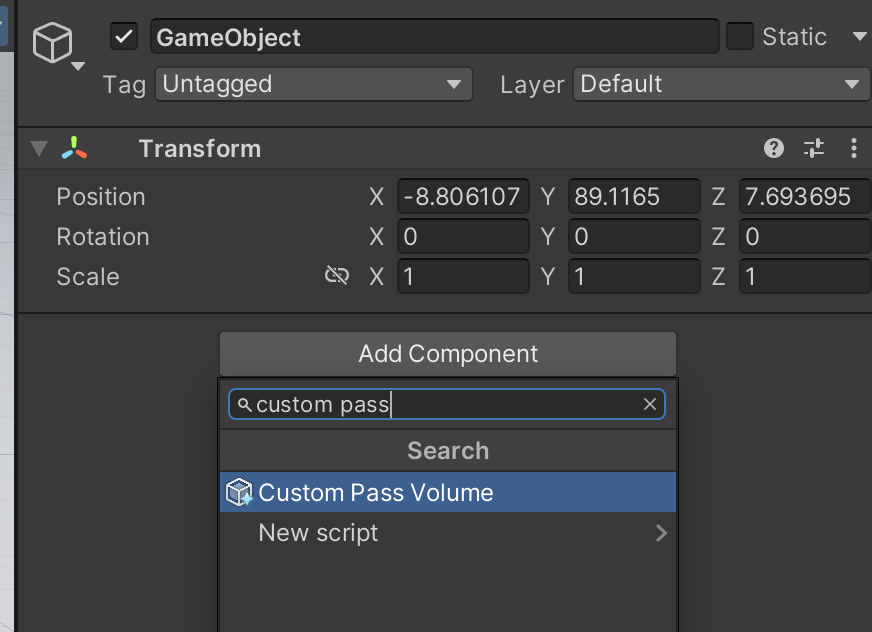 GameObject Static
Tag Untagged Layer Default
Transform
Position X -8.806107 Y 89.1165 Z 7.693695
Rotation X 0 Y 0 Z 0
Scale X 1 Y 1 Z 1
Add Component
custom pass
Search
Custom Pass Volume
New script